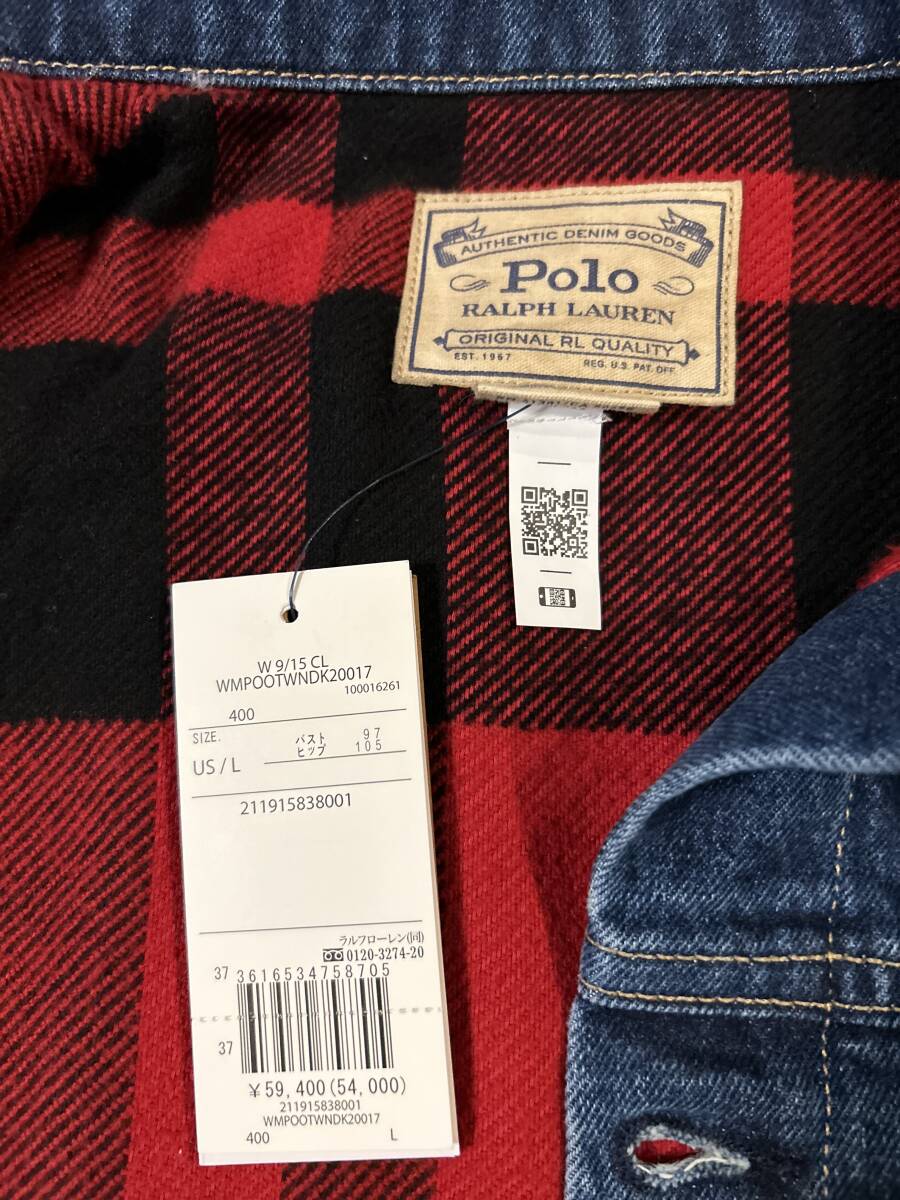 AUTHENTIC DENIM GOODS
Polo
RALPH LAUREN
ORIGINAL RL QUALITY
EST. 1967
REG. U.S. PAT. OFF
W 9/15 CL
WMPOOTWNDK20017
100016261
400
SIZE.
US / L
バスト 97
ヒップ 105
211915838001
ラルフローレン(同)
0120-3274-20
37 3616534758705
37
¥59,400(54,000)
211915838001
WMPOOTWNDK20017
400 L